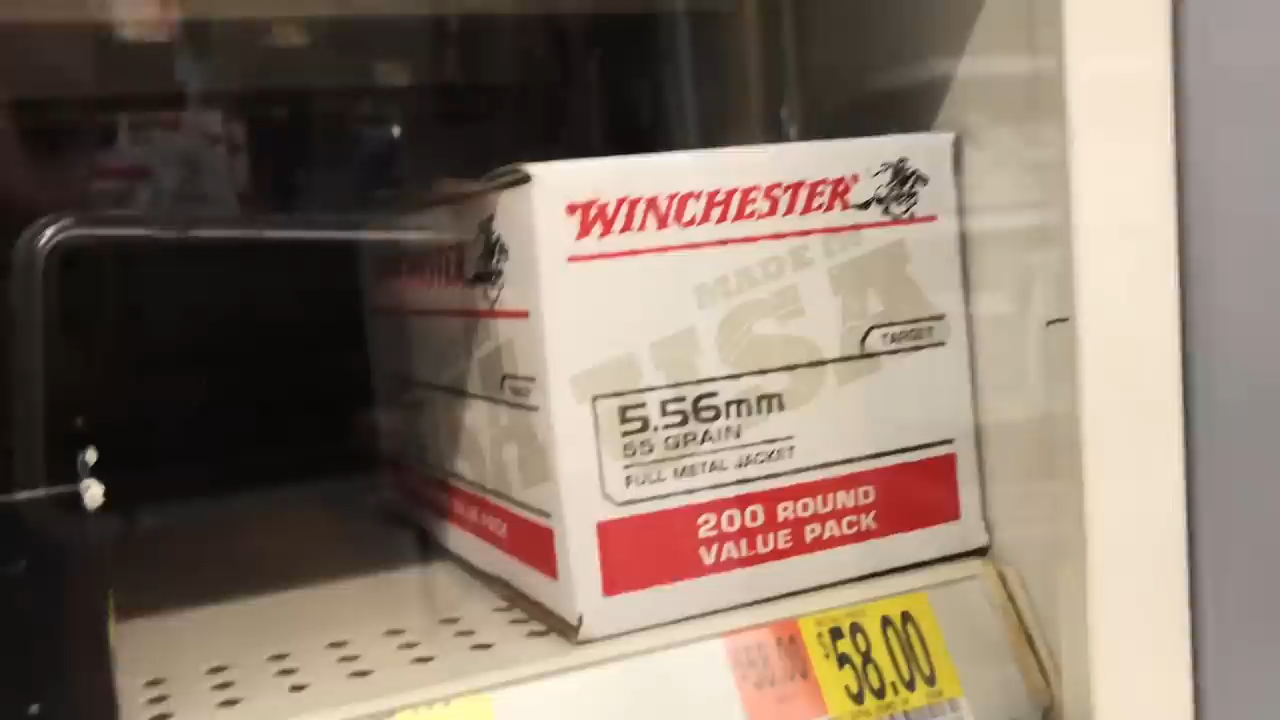 WINCHESTER
MADE IN
USA
TARGET
5.56mm
55 GRAIN
FULL METAL JACKET
200 ROUND
VALUE PACK
$58.00